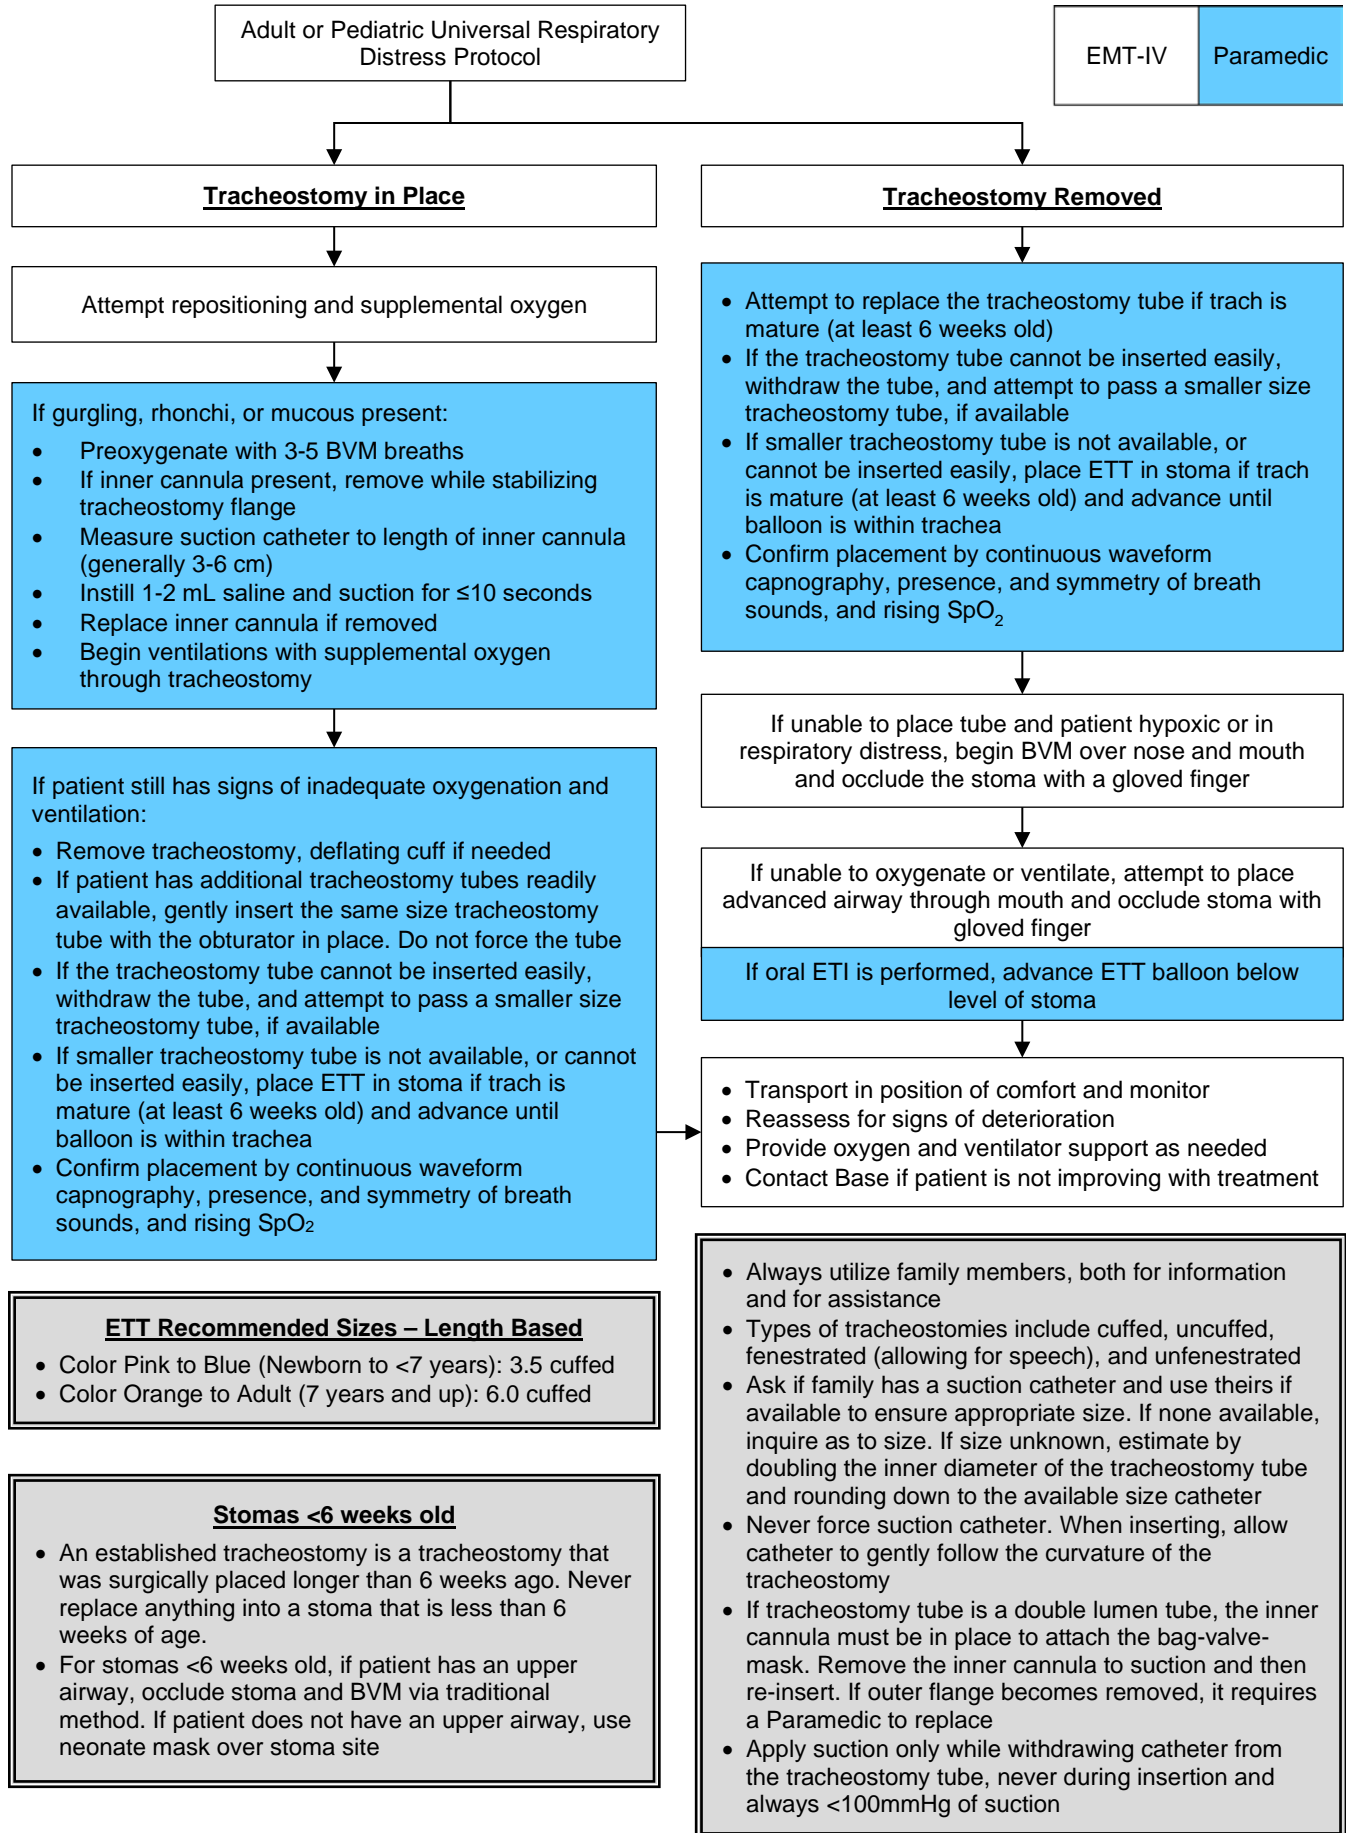 Adult or Pediatric Universal Respiratory
Distress Protocol
EMT-IV
Paramedic
Tracheostomy in Place
Attempt repositioning and supplemental oxygen
If gurgling, rhonchi, or mucous present:
• Preoxygenate with 3-5 BVM breaths
• If inner cannula present, remove while stabilizing
tracheostomy flange
• Measure suction catheter to length of inner cannula
(generally 3-6 cm)
• Instill 1-2 mL saline and suction for ≤10 seconds
• Replace inner cannula if removed
• Begin ventilations with supplemental oxygen
through tracheostomy
If patient still has signs of inadequate oxygenation and
ventilation:
• Remove tracheostomy, deflating cuff if needed
• If patient has additional tracheostomy tubes readily
available, gently insert the same size tracheostomy
tube with the obturator in place. Do not force the tube
• If the tracheostomy tube cannot be inserted easily,
withdraw the tube, and attempt to pass a smaller size
tracheostomy tube, if available
• If smaller tracheostomy tube is not available, or cannot
be inserted easily, place ETT in stoma if trach is
mature (at least 6 weeks old) and advance until
balloon is within trachea
• Confirm placement by continuous waveform
capnography, presence, and symmetry of breath
sounds, and rising SpO2
Tracheostomy Removed
• Attempt to replace the tracheostomy tube if trach is
mature (at least 6 weeks old)
• If the tracheostomy tube cannot be inserted easily,
withdraw the tube, and attempt to pass a smaller size
tracheostomy tube, if available
• If smaller tracheostomy tube is not available, or
cannot be inserted easily, place ETT in stoma if trach
is mature (at least 6 weeks old) and advance until
balloon is within trachea
• Confirm placement by continuous waveform
capnography, presence, and symmetry of breath
sounds, and rising SpO2
If unable to place tube and patient hypoxic or in
respiratory distress, begin BVM over nose and mouth
and occlude the stoma with a gloved finger
If unable to oxygenate or ventilate, attempt to place
advanced airway through mouth and occlude stoma with
gloved finger
If oral ETI is performed, advance ETT balloon below
level of stoma
• Transport in position of comfort and monitor
• Reassess for signs of deterioration
• Provide oxygen and ventilator support as needed
• Contact Base if patient is not improving with treatment
ETT Recommended Sizes – Length Based
• Color Pink to Blue (Newborn to <7 years): 3.5 cuffed
• Color Orange to Adult (7 years and up): 6.0 cuffed
Stomas <6 weeks old
• An established tracheostomy is a tracheostomy that
was surgically placed longer than 6 weeks ago. Never
replace anything into a stoma that is less than 6
weeks of age.
• For stomas <6 weeks old, if patient has an upper
airway, occlude stoma and BVM via traditional
method. If patient does not have an upper airway, use
neonate mask over stoma site
• Always utilize family members, both for information
and for assistance
• Types of tracheostomies include cuffed, uncuffed,
fenestrated (allowing for speech), and unfenestrated
• Ask if family has a suction catheter and use theirs if
available to ensure appropriate size. If none available,
inquire as to size. If size unknown, estimate by
doubling the inner diameter of the tracheostomy tube
and rounding down to the available size catheter
• Never force suction catheter. When inserting, allow
catheter to gently follow the curvature of the
tracheostomy
• If tracheostomy tube is a double lumen tube, the inner
cannula must be in place to attach the bag-valve-
mask. Remove the inner cannula to suction and then
re-insert. If outer flange becomes removed, it requires
a Paramedic to replace
• Apply suction only while withdrawing catheter from
the tracheostomy tube, never during insertion and
always <100mmHg of suction